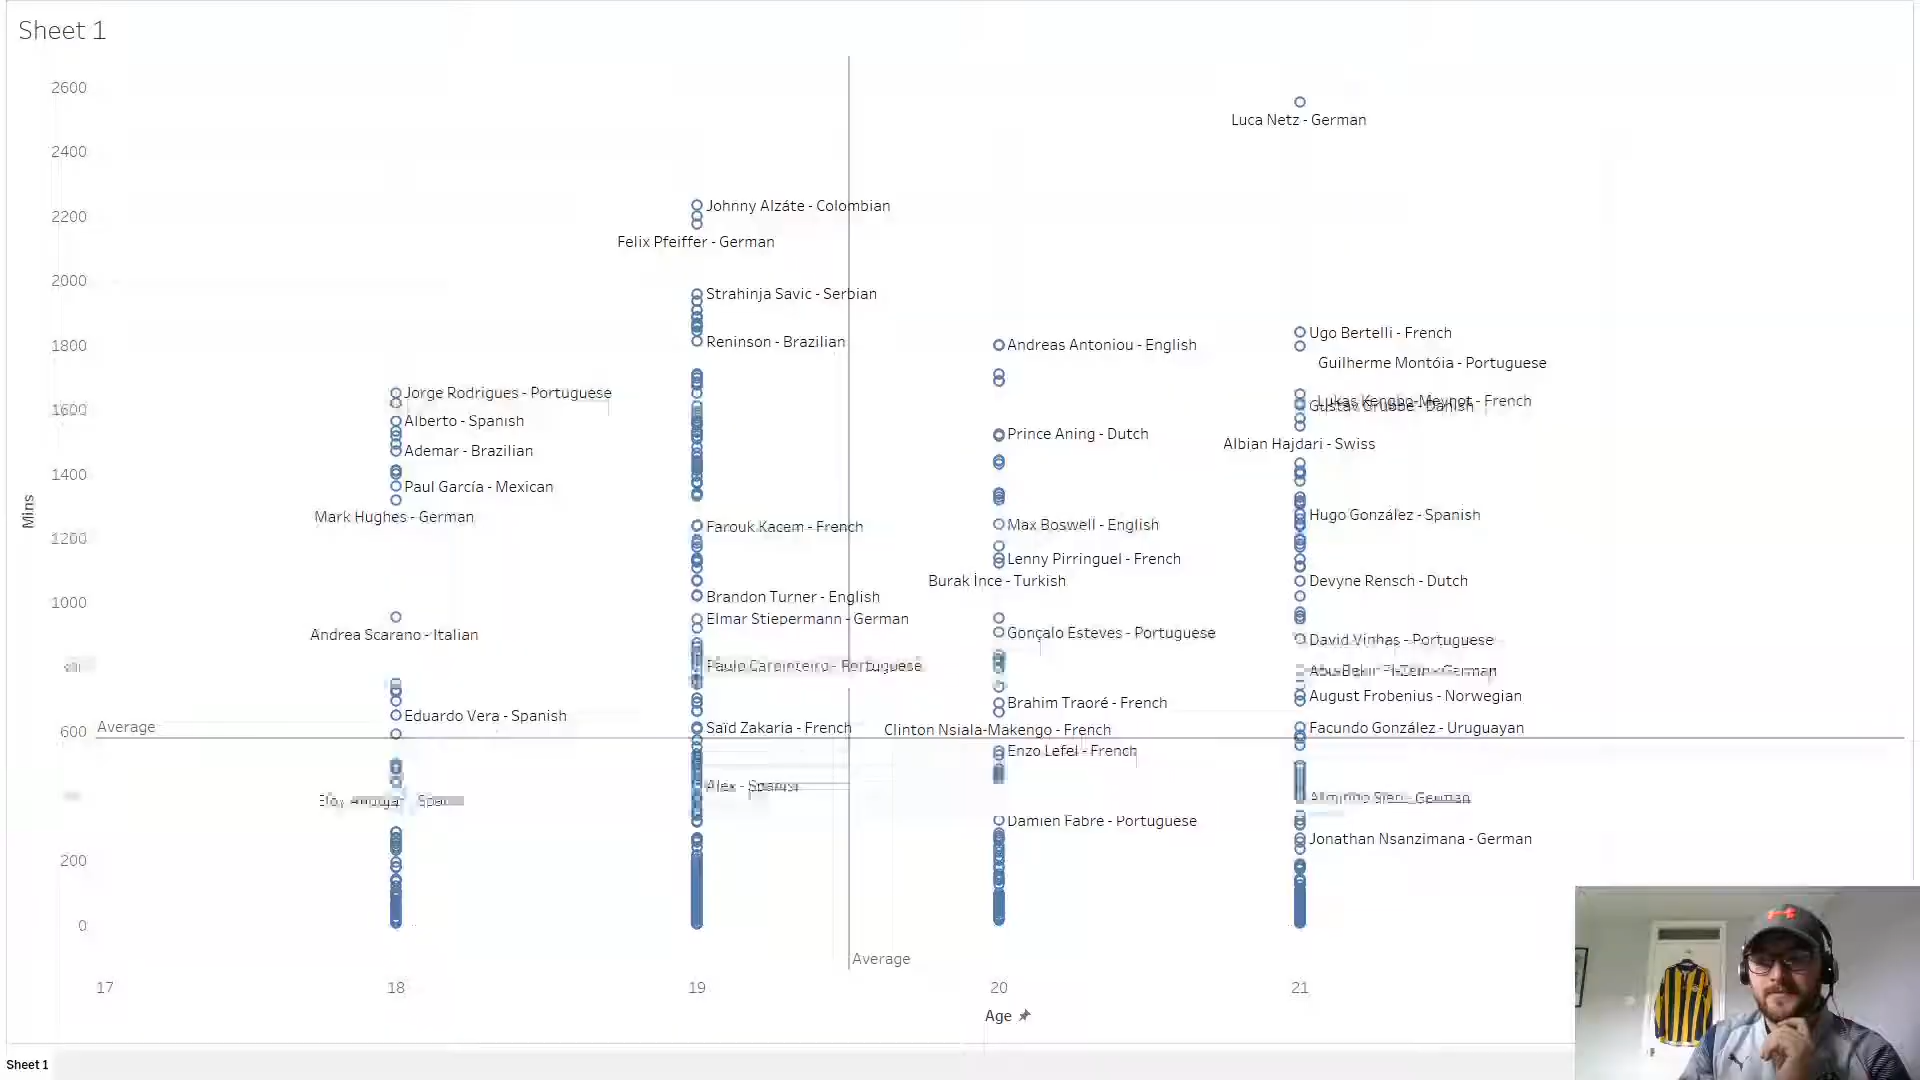 Sheet 1
2600
Luca Netz - German
2400
2200
Johnny Alzáte - Colombian
Felix Pfeiffer - German
2000
Strahinja Savic - Serbian
1800
Reninson - Brazilian
Andreas Antoniou - English
Ugo Bertelli - French
Guilherme Montóia - Portuguese
1600
Jorge Rodrigues - Portuguese
Alberto - Spanish
Prince Aning - Dutch
Albian Hajdari - Swiss
Ademar - Brazilian
1400
Paul García - Mexican
Mark Hughes - German
Hugo González - Spanish
Mins
1200
Farouk Kacem - French
Max Boswell - English
Lenny Pirringuel - French
Burak İnce - Turkish
Devyne Rensch - Dutch
1000
Brandon Turner - English
Elmar Stiepermann - German
Andrea Scarano - Italian
Gonçalo Esteves - Portuguese
David Vinhas - Portuguese
Paulo Carpinteiro - Portuguese
August Frobenius - Norwegian
Brahim Traoré - French
Eduardo Vera - Spanish
600
Average
Saïd Zakaria - French
Clinton Nsiala-Makengo - French
Facundo González - Uruguayan
Enzo Lefel - French
Alex - Spanish
Damien Fabre - Portuguese
Jonathan Nsanzimana - German
200
0
Average
17
18
19
20
21
Age
Sheet 1